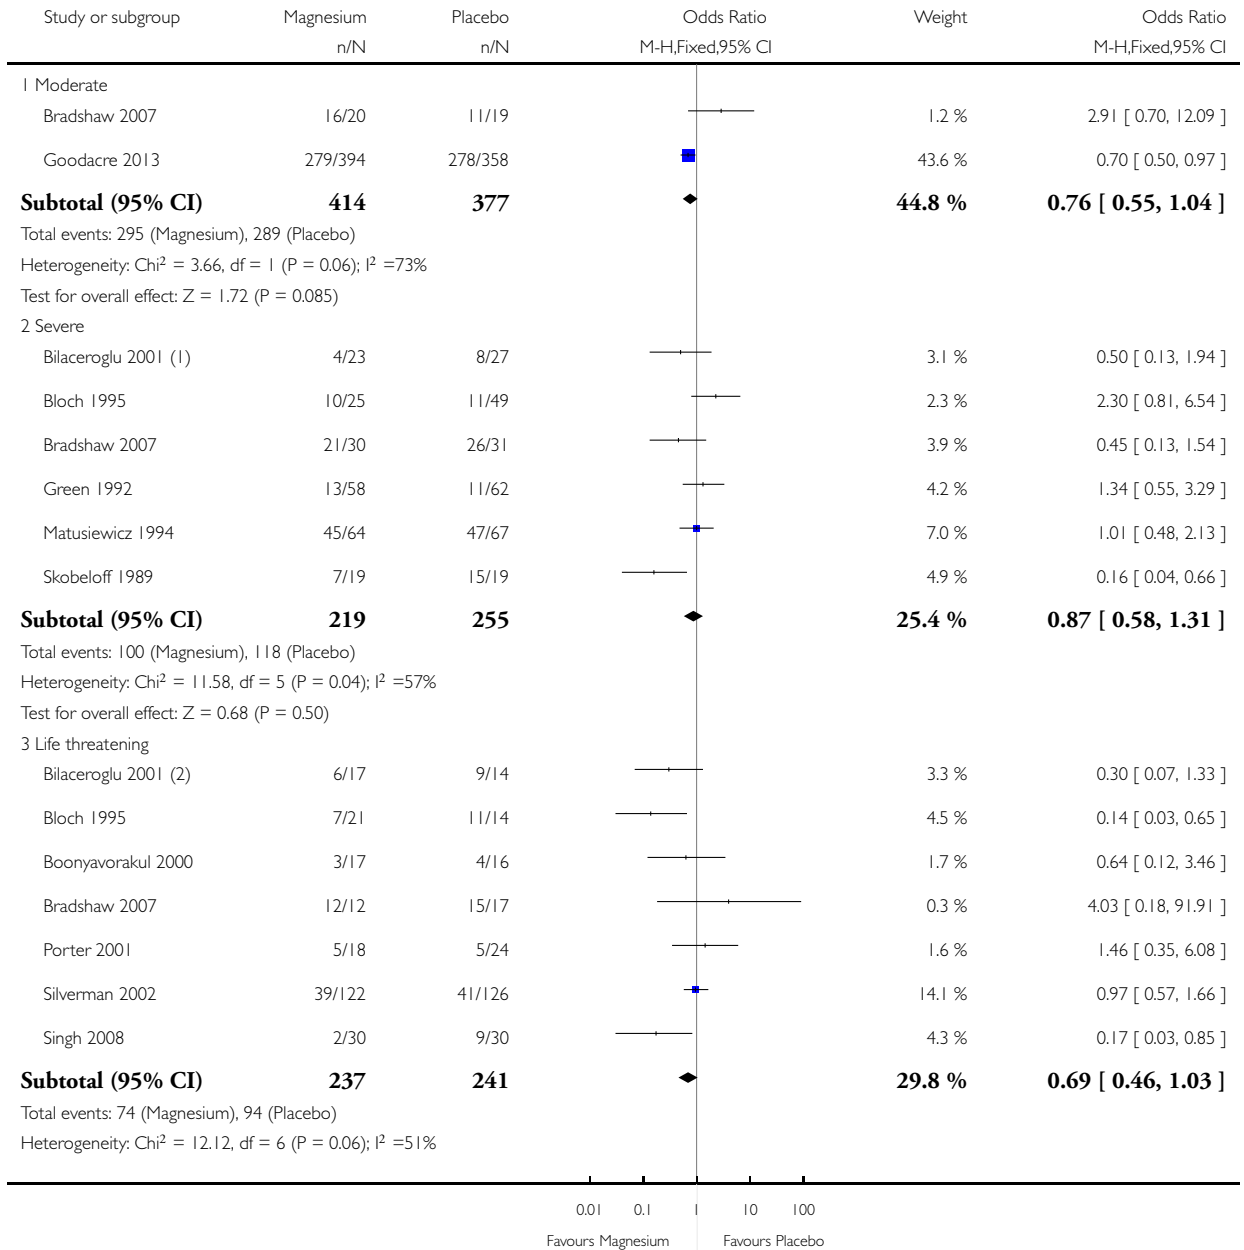 Study or subgroup Magnesium Placebo Odds Ratio Weight Odds Ratio
n/N n/N M-H,Fixed,95% CI M-H,Fixed,95% CI
1 Moderate
Bradshaw 2007 16/20 11/19 1.2 % 2.91 [ 0.70, 12.09 ]
Goodacre 2013 279/394 278/358 43.6 % 0.70 [ 0.50, 0.97 ]
Subtotal (95% CI) 414 377 44.8 % 0.76 [ 0.55, 1.04 ]
Total events: 295 (Magnesium), 289 (Placebo)
Heterogeneity: Chi² = 3.66, df = 1 (P = 0.06); I² =73%
Test for overall effect: Z = 1.72 (P = 0.085)
2 Severe
Bilaceroglu 2001 (1) 4/23 8/27 3.1 % 0.50 [ 0.13, 1.94 ]
Bloch 1995 10/25 11/49 2.3 % 2.30 [ 0.81, 6.54 ]
Bradshaw 2007 21/30 26/31 3.9 % 0.45 [ 0.13, 1.54 ]
Green 1992 13/58 11/62 4.2 % 1.34 [ 0.55, 3.29 ]
Matusiewicz 1994 45/64 47/67 7.0 % 1.01 [ 0.48, 2.13 ]
Skobeloff 1989 7/19 15/19 4.9 % 0.16 [ 0.04, 0.66 ]
Subtotal (95% CI) 219 255 25.4 % 0.87 [ 0.58, 1.31 ]
Total events: 100 (Magnesium), 118 (Placebo)
Heterogeneity: Chi² = 11.58, df = 5 (P = 0.04); I² =57%
Test for overall effect: Z = 0.68 (P = 0.50)
3 Life threatening
Bilaceroglu 2001 (2) 6/17 9/14 3.3 % 0.30 [ 0.07, 1.33 ]
Bloch 1995 7/21 11/14 4.5 % 0.14 [ 0.03, 0.65 ]
Boonyavorakul 2000 3/17 4/16 1.7 % 0.64 [ 0.12, 3.46 ]
Bradshaw 2007 12/12 15/17 0.3 % 4.03 [ 0.18, 91.91 ]
Porter 2001 5/18 5/24 1.6 % 1.46 [ 0.35, 6.08 ]
Silverman 2002 39/122 41/126 14.1 % 0.97 [ 0.57, 1.66 ]
Singh 2008 2/30 9/30 4.3 % 0.17 [ 0.03, 0.85 ]
Subtotal (95% CI) 237 241 29.8 % 0.69 [ 0.46, 1.03 ]
Total events: 74 (Magnesium), 94 (Placebo)
Heterogeneity: Chi² = 12.12, df = 6 (P = 0.06); I² =51%
0.01 0.1 1 10 100
Favours Magnesium Favours Placebo